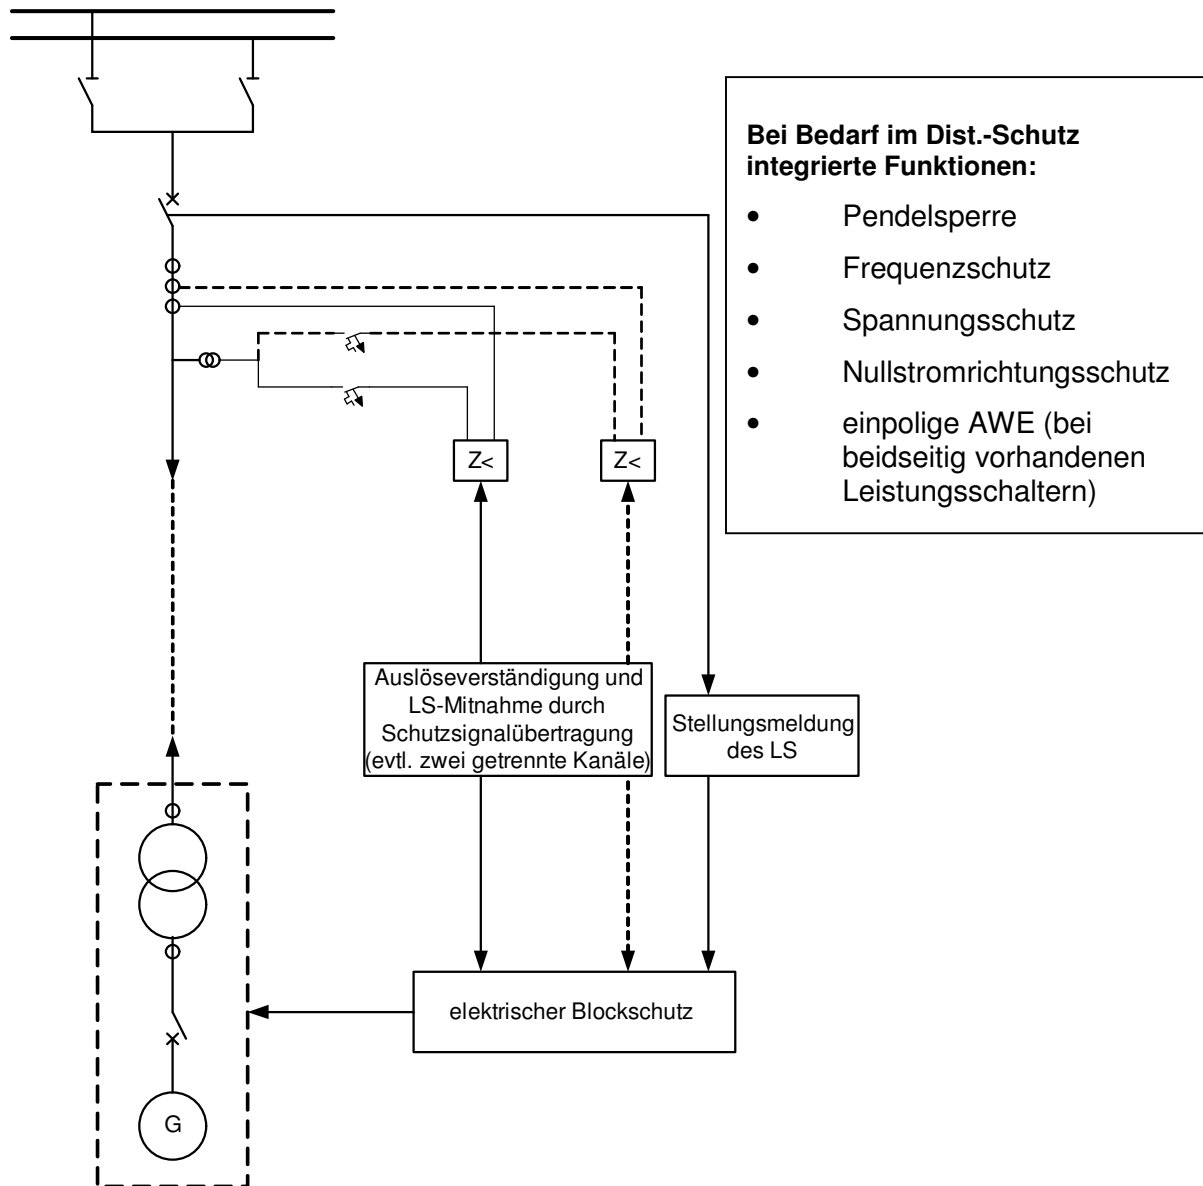 Bei Bedarf im Dist.-Schutz
integrierte Funktionen:
• Pendelsperre
• Frequenzschutz
• Spannungsschutz
• Nullstromrichtungsschutz
• einpolige AWE (bei
beidseitig vorhandenen
Leistungsschaltern)
Z<
Z<
Auslöseverständigung und
LS-Mitnahme durch
Schutzsignalübertragung
(evtl. zwei getrennte Kanäle)
Stellungsmeldung
des LS
elektrischer Blockschutz
G